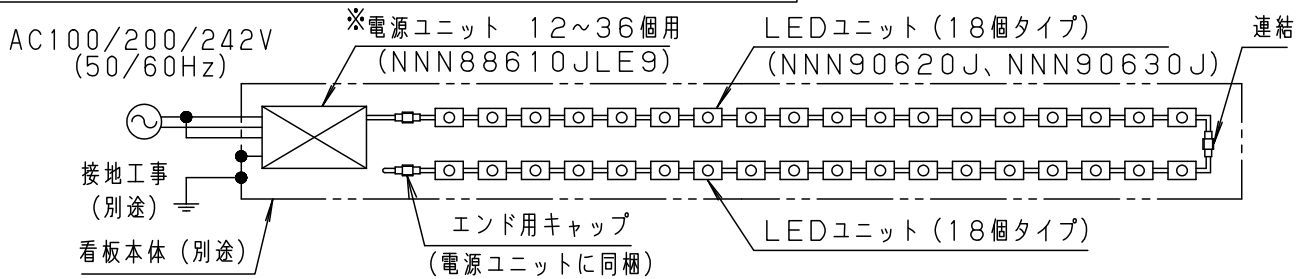 ※電源ユニット 12~36個用
(NNN88610JLE9)
LEDユニット(18個タイプ)
(NNN90620J、NNN90630J)
連結
AC100/200/242V
(50/60Hz)
接地工事
(別途)
看板本体(別途)
エンド用キャップ
(電源ユニットに同梱)
LEDユニット(18個タイプ)